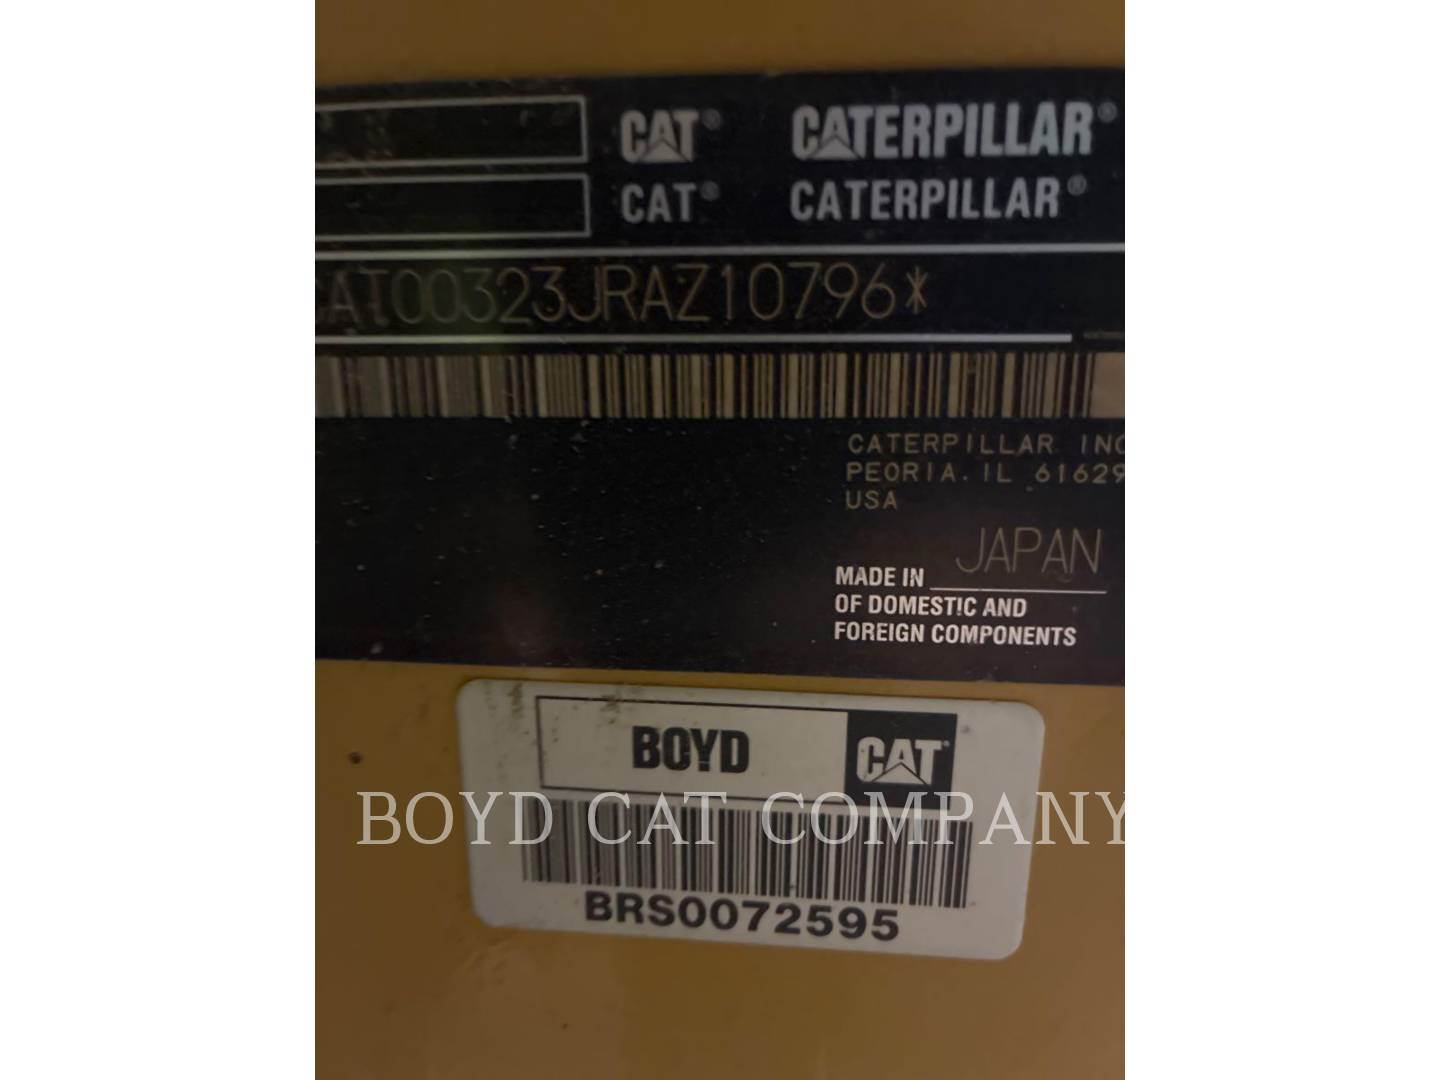 CAT® CATERPILLAR®
CAT® CATERPILLAR®
CAT00323JRAZ10796*
CATERPILLAR INC
PEORIA. IL 61629
USA
MADE IN JAPAN
OF DOMESTIC AND
FOREIGN COMPONENTS
BOYD CAT
BOYD CAT COMPANY
BRS0072595